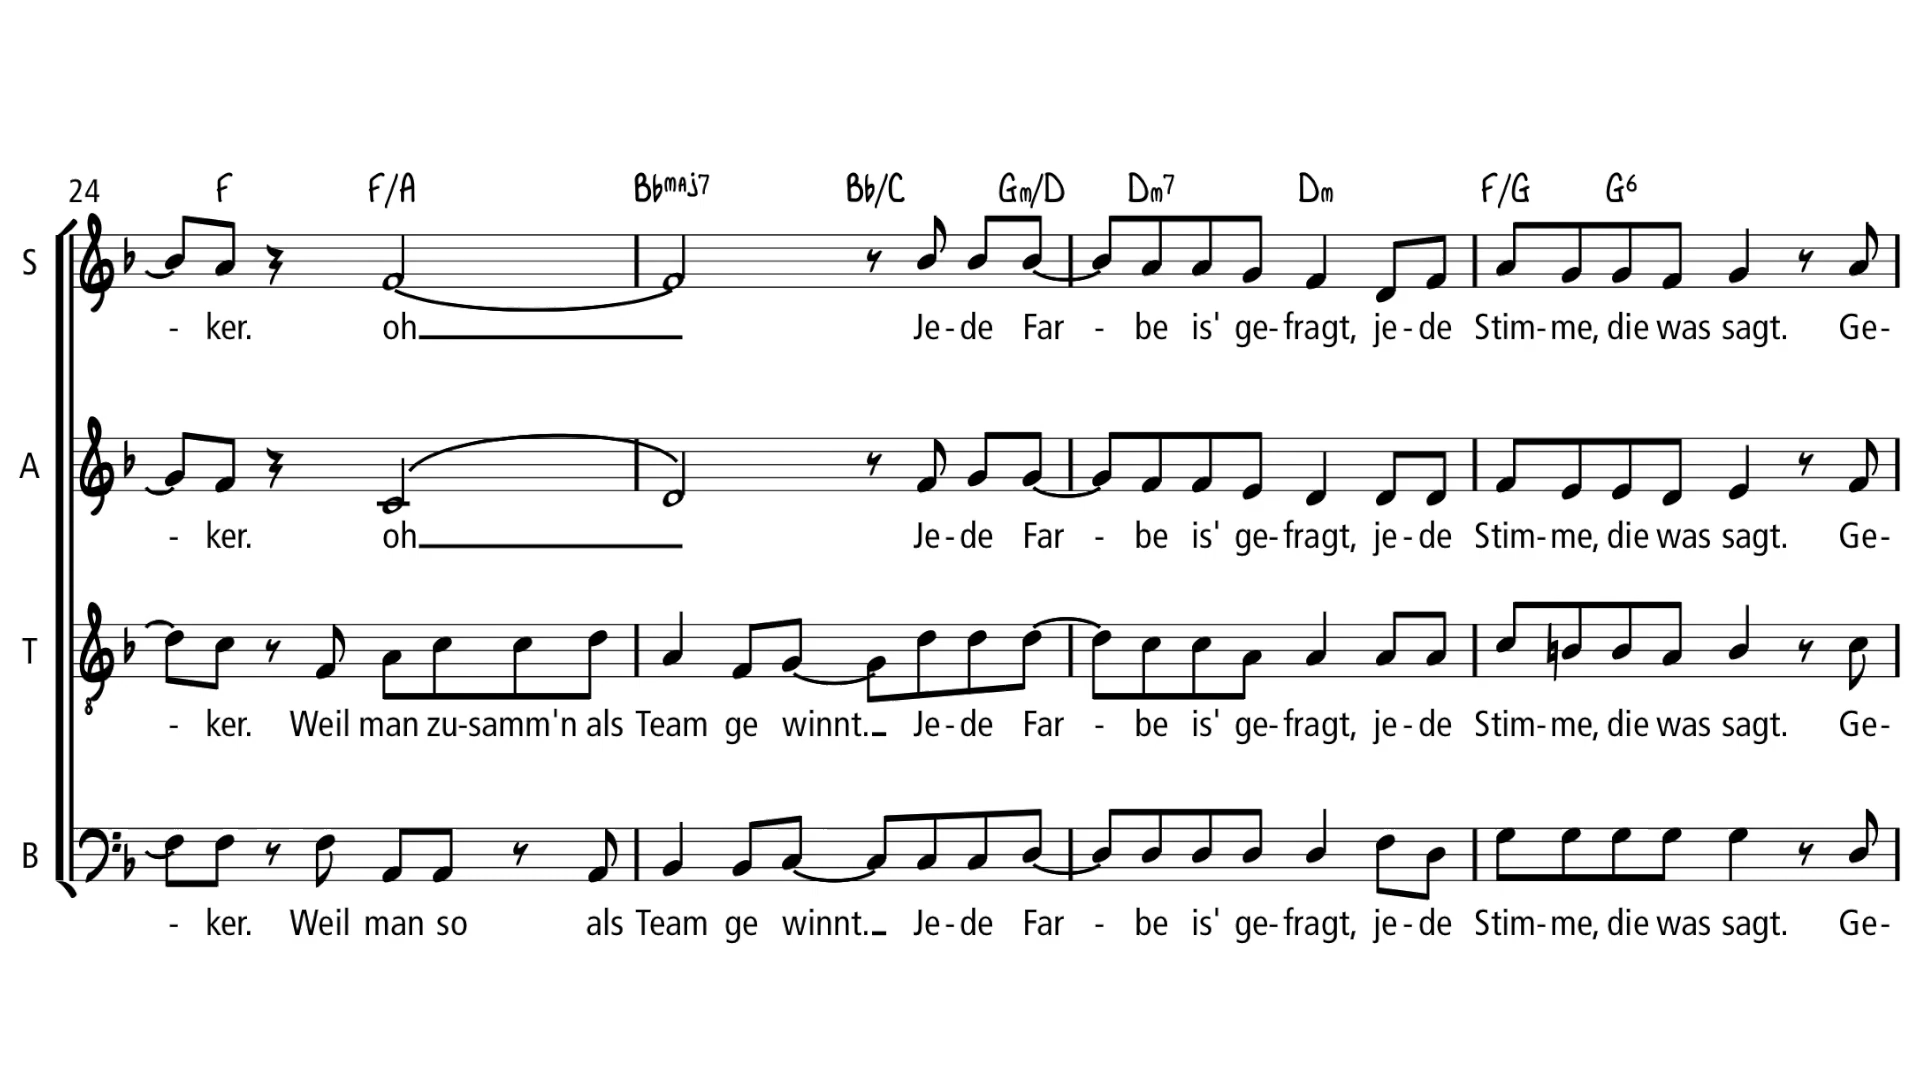 24 F F/A Bbmaj7 Bb/C Gm/D Dm7 Dm F/G G6
S
- ker. oh Je-de Far - be is' ge-fragt, je-de Stim-me, die was sagt. Ge-
A
- ker. oh Je-de Far - be is' ge-fragt, je-de Stim-me, die was sagt. Ge-
T
8
- ker. Weil man zu-samm'n als Team ge winnt. Je-de Far - be is' ge-fragt, je-de Stim-me, die was sagt. Ge-
B
- ker. Weil man so als Team ge winnt. Je-de Far - be is' ge-fragt, je-de Stim-me, die was sagt. Ge-